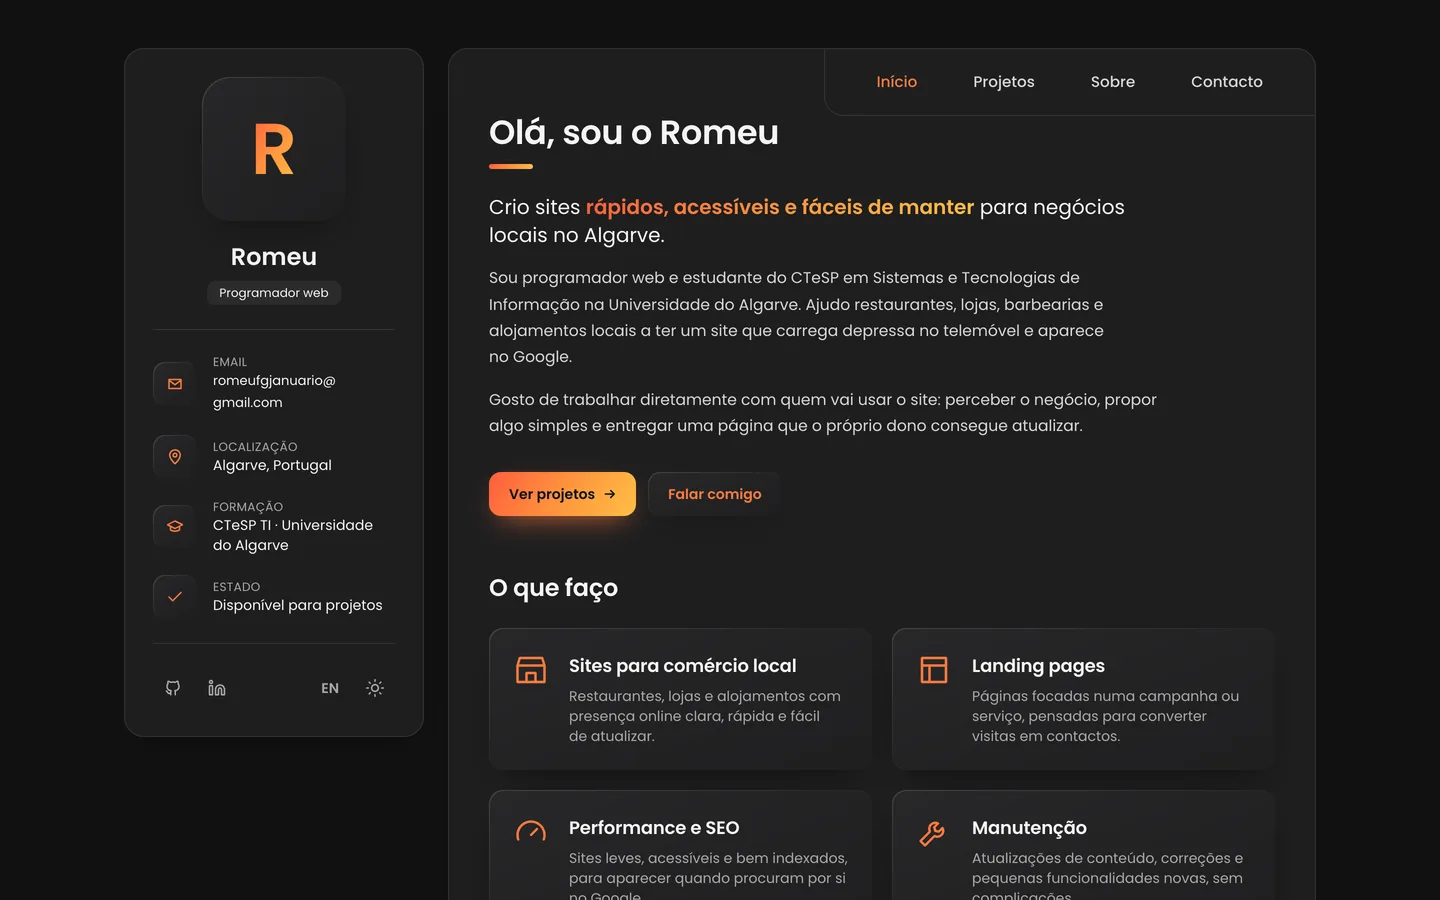 R
Romeu
Programador web
EMAIL
romeufgjanuario@
gmail.com
LOCALIZAÇÃO
Algarve, Portugal
FORMAÇÃO
CTeSP TI · Universidade
do Algarve
ESTADO
Disponível para projetos
EN
Início Projetos Sobre Contacto
Olá, sou o Romeu
Crio sites rápidos, acessíveis e fáceis de manter para negócios
locais no Algarve.
Sou programador web e estudante do CTeSP em Sistemas e Tecnologias de
Informação na Universidade do Algarve. Ajudo restaurantes, lojas, barbearias e
alojamentos locais a ter um site que carrega depressa no telemóvel e aparece
no Google.
Gosto de trabalhar diretamente com quem vai usar o site: perceber o negócio, propor
algo simples e entregar uma página que o próprio dono consegue atualizar.
Ver projetos →
Falar comigo
O que faço
Sites para comércio local
Restaurantes, lojas e alojamentos com
presença online clara, rápida e fácil
de atualizar.
Landing pages
Páginas focadas numa campanha ou
serviço, pensadas para converter
visitas em contactos.
Performance e SEO
Sites leves, acessíveis e bem indexados,
para aparecer quando procuram por si
no Google.
Manutenção
Atualizações de conteúdo, correções e
pequenas funcionalidades novas, sem
complicações.